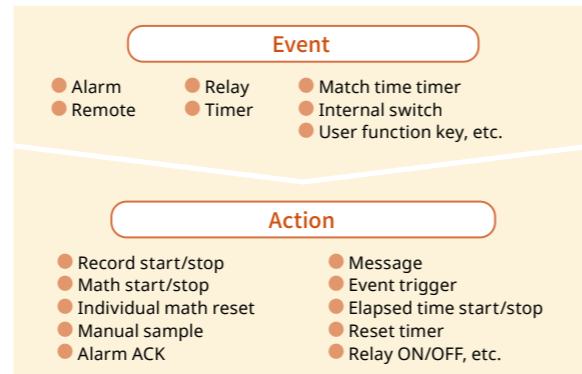 Event
Alarm
Remote
Relay
Timer
Match time timer
Internal switch
User function key, etc.
Action
Record start/stop
Math start/stop
Individual math reset
Manual sample
Alarm ACK
Message
Event trigger
Elapsed time start/stop
Reset timer
Relay ON/OFF, etc.